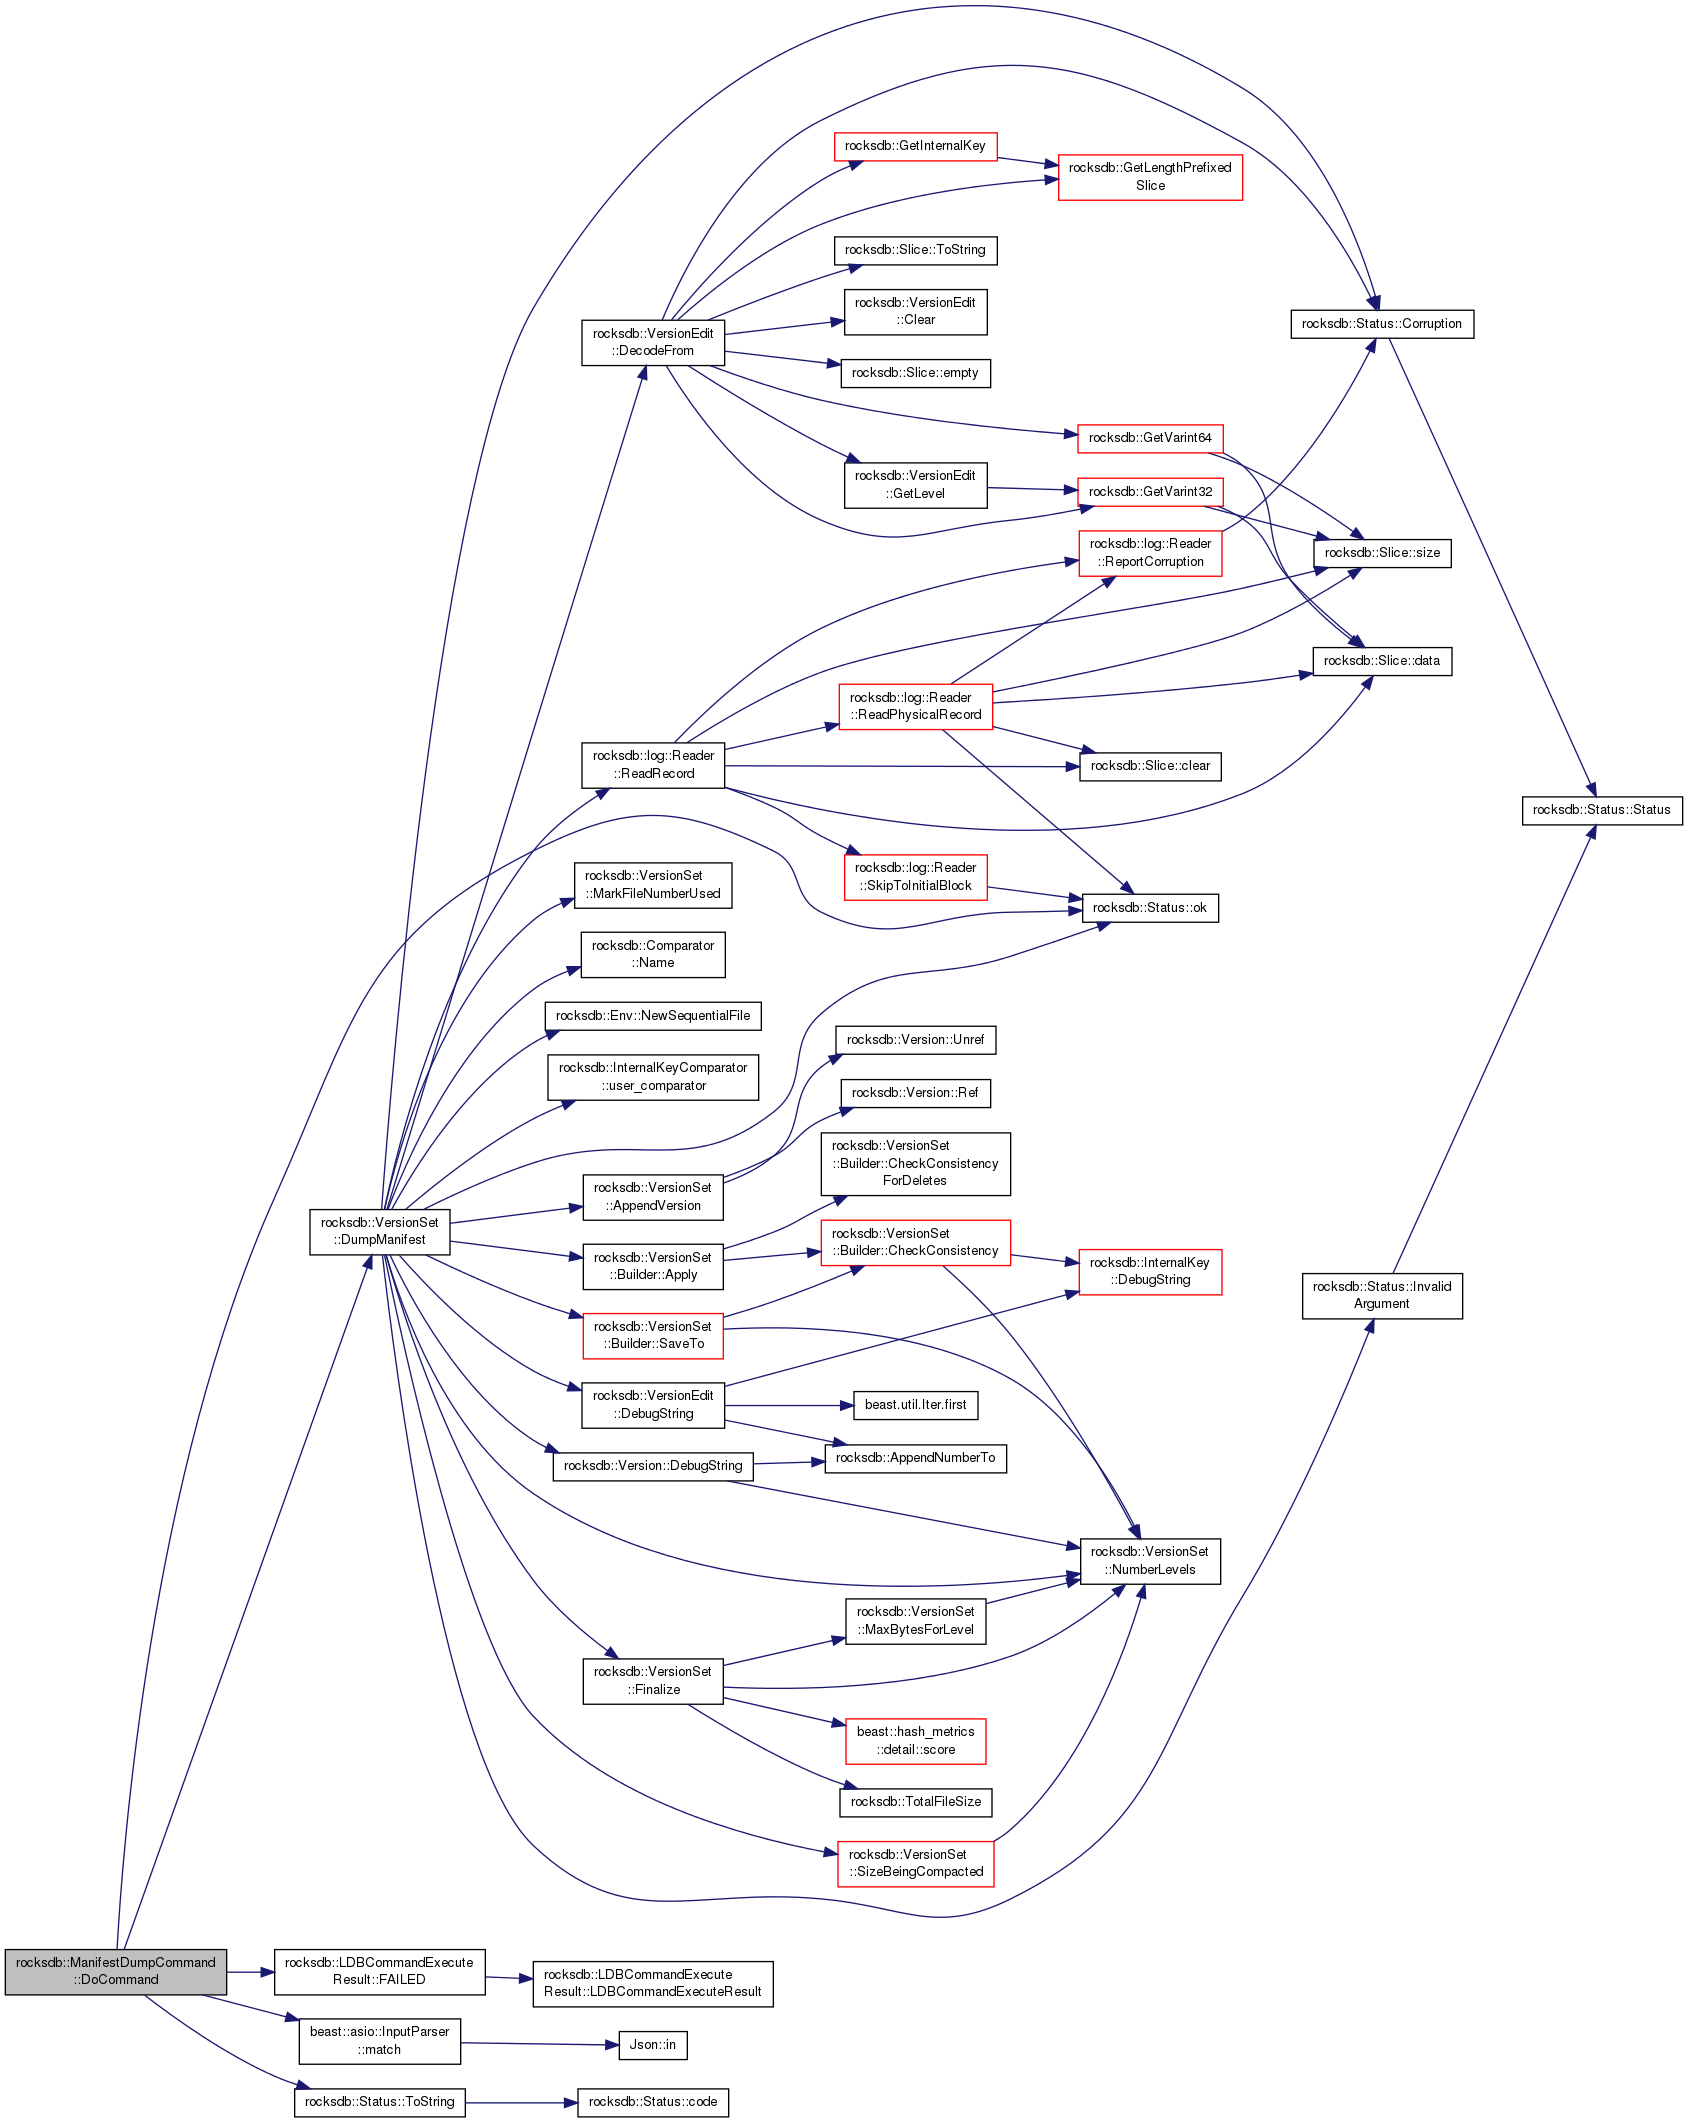 rocksdb::GetInternalKey
rocksdb::GetLengthPrefixed
Slice
rocksdb::Slice::ToString
rocksdb::VersionEdit
::Clear
rocksdb::Status::Corruption
rocksdb::VersionEdit
::DecodeFrom
rocksdb::Slice::empty
rocksdb::GetVarint64
rocksdb::VersionEdit
::GetLevel
rocksdb::GetVarint32
rocksdb::log::Reader
::ReportCorruption
rocksdb::Slice::size
rocksdb::Slice::data
rocksdb::log::Reader
::ReadPhysicalRecord
rocksdb::log::Reader
::ReadRecord
rocksdb::Slice::clear
rocksdb::Status::Status
rocksdb::log::Reader
::SkipToInitialBlock
rocksdb::VersionSet
::MarkFileNumberUsed
rocksdb::Status::ok
rocksdb::Comparator
::Name
rocksdb::Env::NewSequentialFile
rocksdb::Version::Unref
rocksdb::InternalKeyComparator
::user_comparator
rocksdb::Version::Ref
rocksdb::VersionSet
::Builder::CheckConsistency
ForDeletes
rocksdb::VersionSet
::AppendVersion
rocksdb::VersionSet
::DumpManifest
rocksdb::VersionSet
::Builder::CheckConsistency
rocksdb::VersionSet
::Builder::Apply
rocksdb::InternalKey
::DebugString
rocksdb::Status::Invalid
Argument
rocksdb::VersionSet
::Builder::SaveTo
rocksdb::VersionEdit
::DebugString
beast.util.Iter.first
rocksdb::AppendNumberTo
rocksdb::Version::DebugString
rocksdb::VersionSet
::NumberLevels
rocksdb::VersionSet
::MaxBytesForLevel
rocksdb::VersionSet
::Finalize
beast::hash_metrics
::detail::score
rocksdb::TotalFileSize
rocksdb::VersionSet
::SizeBeingCompacted
rocksdb::ManifestDumpCommand
::DoCommand
rocksdb::LDBCommandExecute
Result::FAILED
rocksdb::LDBCommandExecute
Result::LDBCommandExecuteResult
beast::asio::InputParser
::match
Json::in
rocksdb::Status::ToString
rocksdb::Status::code